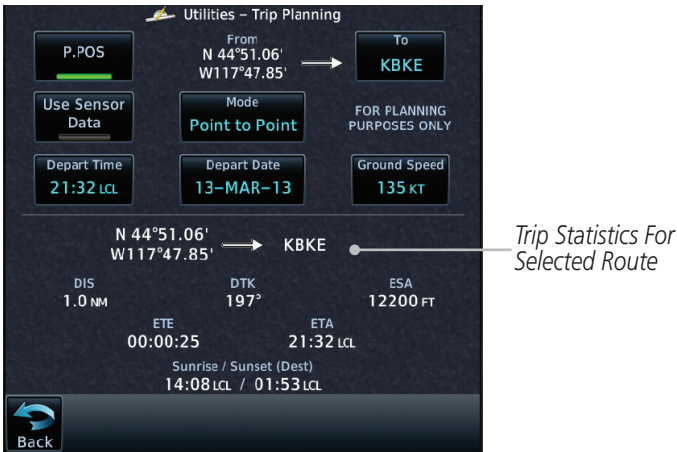 Utilities – Trip Planning
P.POS
From
N 44°51.06'
W117°47.85'
To
KBKE
Use Sensor
Data
Mode
Point to Point
FOR PLANNING
PURPOSES ONLY
Depart Time
21:32 LCL
Depart Date
13–MAR–13
Ground Speed
135 KT
N 44°51.06'
W117°47.85'
KBKE
Trip Statistics For
Selected Route
DIS
1.0 NM
DTK
197°
ESA
12200 FT
ETE
00:00:25
ETA
21:32 LCL
Sunrise / Sunset (Dest)
14:08 LCL / 01:53 LCL
Back